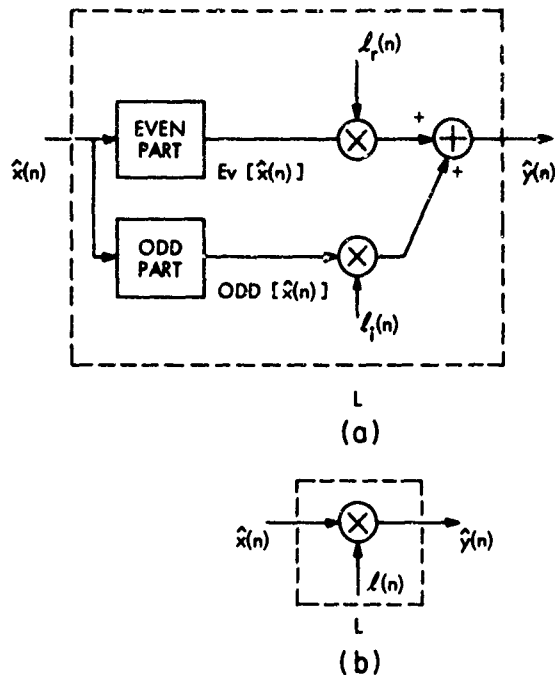 ℓr(n)
+
EVEN
PART
×
+
x̂(n)
Ev [x̂(n)]
+
ŷ(n)
ODD
PART
×
ODD [x̂(n)]
ℓi(n)
L
(a)
x̂(n)
×
ŷ(n)
ℓ(n)
L
(b)